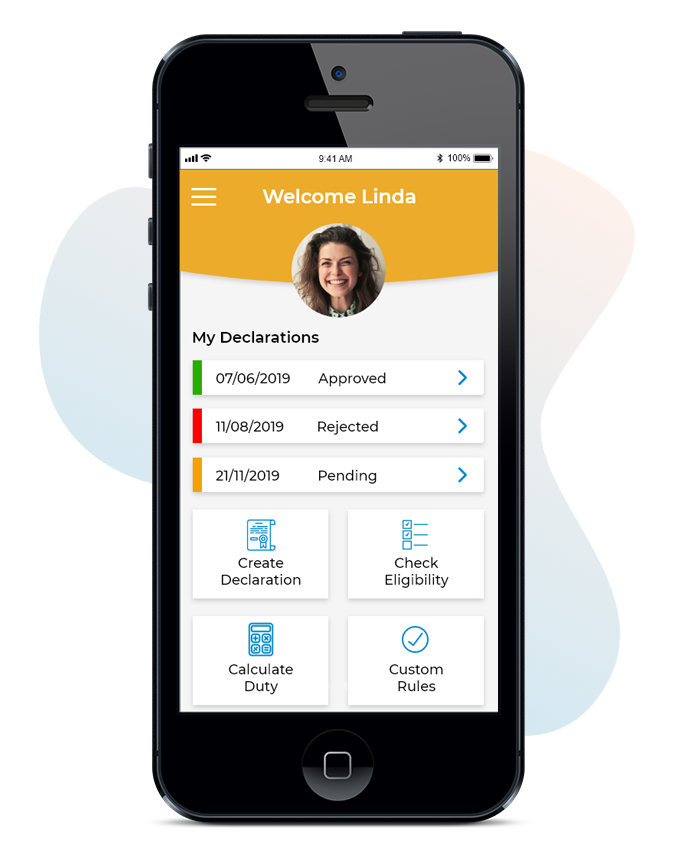 9:41 AM
100%
Welcome Linda
My Declarations
07/06/2019 Approved
11/08/2019 Rejected
21/11/2019 Pending
Create
Declaration
Check
Eligibility
Calculate
Duty
Custom
Rules